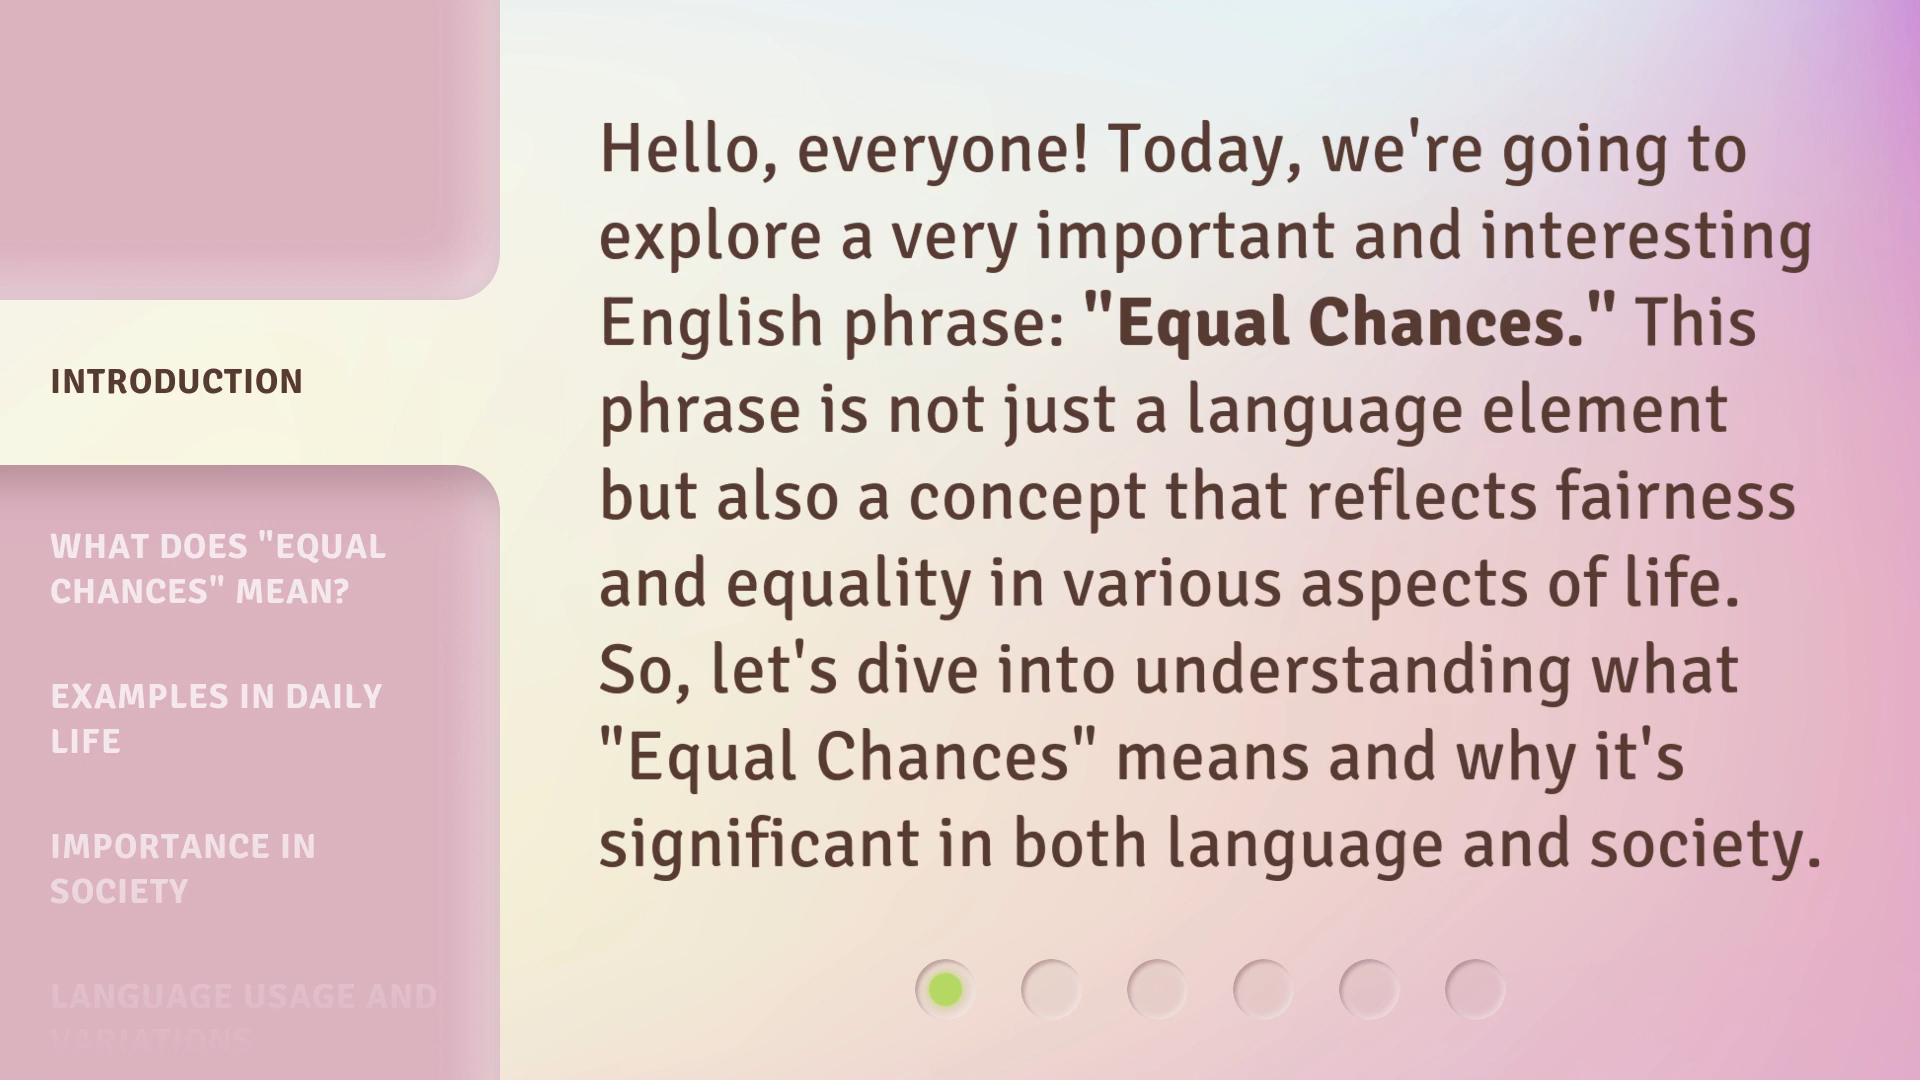 INTRODUCTION
WHAT DOES "EQUAL
CHANCES" MEAN?
EXAMPLES IN DAILY
LIFE
IMPORTANCE IN
SOCIETY
LANGUAGE USAGE AND
VARIATIONS
Hello, everyone! Today, we're going to
explore a very important and interesting
English phrase: "Equal Chances." This
phrase is not just a language element
but also a concept that reflects fairness
and equality in various aspects of life.
So, let's dive into understanding what
"Equal Chances" means and why it's
significant in both language and society.